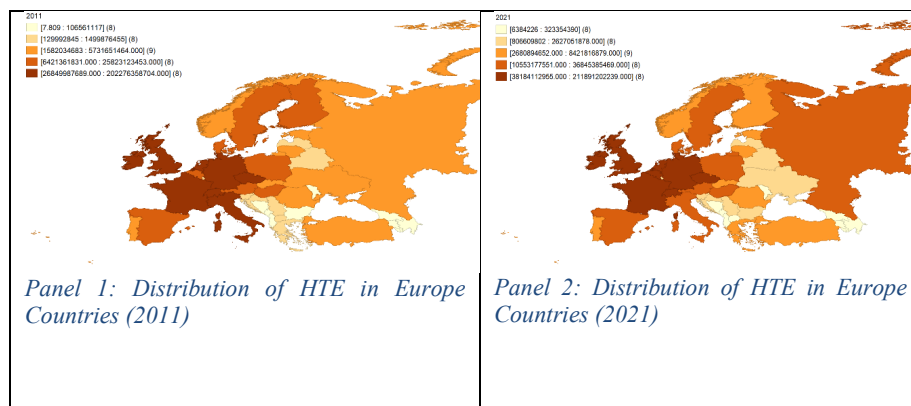 2011
[7.809 : 106561117] (8)
[129992845 : 1499876455] (8)
[1582034683 : 5731651464.000] (9)
[6421361831.000 : 25823123453.000] (8)
[26849987689.000 : 202276358704.000] (8)
Panel 1: Distribution of HTE in Europe
Countries (2011)
2021
[6384226 : 323354390] (8)
[806609802 : 2627051878.000] (8)
[2680894652.000 : 8421816879.000] (9)
[10553177551.000 : 36845385469.000] (8)
[38184112955.000 : 211891202239.000] (8)
Panel 2: Distribution of HTE in Europe
Countries (2021)